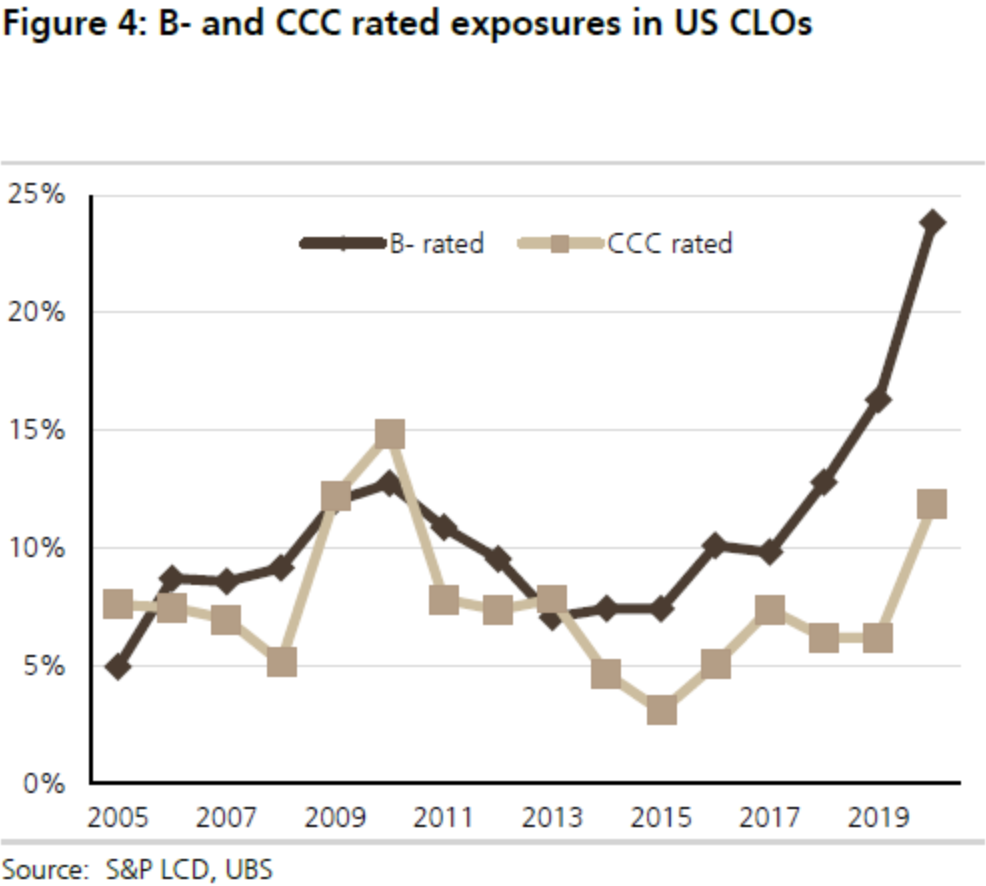 Figure 4: B- and CCC rated exposures in US CLOs
25%
B- rated CCC rated
20%
15%
10%
5%
0%
2005 2007 2009 2011 2013 2015 2017 2019
Source: S&P LCD, UBS